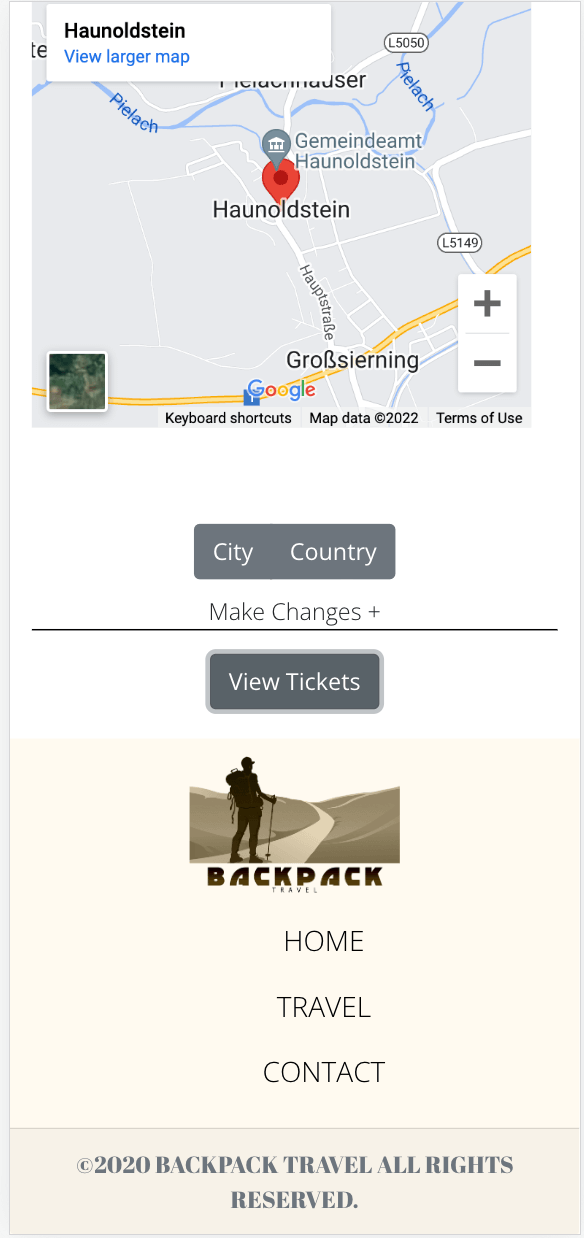 Haunoldstein
View larger map
L5050
Pielach
Pielach
Gemeindeamt
Haunoldstein
Haunoldstein
L5149
Hauptstraße
Großsierning
Google
Keyboard shortcuts
Map data ©2022
Terms of Use
City
Country
Make Changes +
View Tickets
BACKPACK
TRAVEL
HOME
TRAVEL
CONTACT
©2020 BACKPACK TRAVEL ALL RIGHTS
RESERVED.